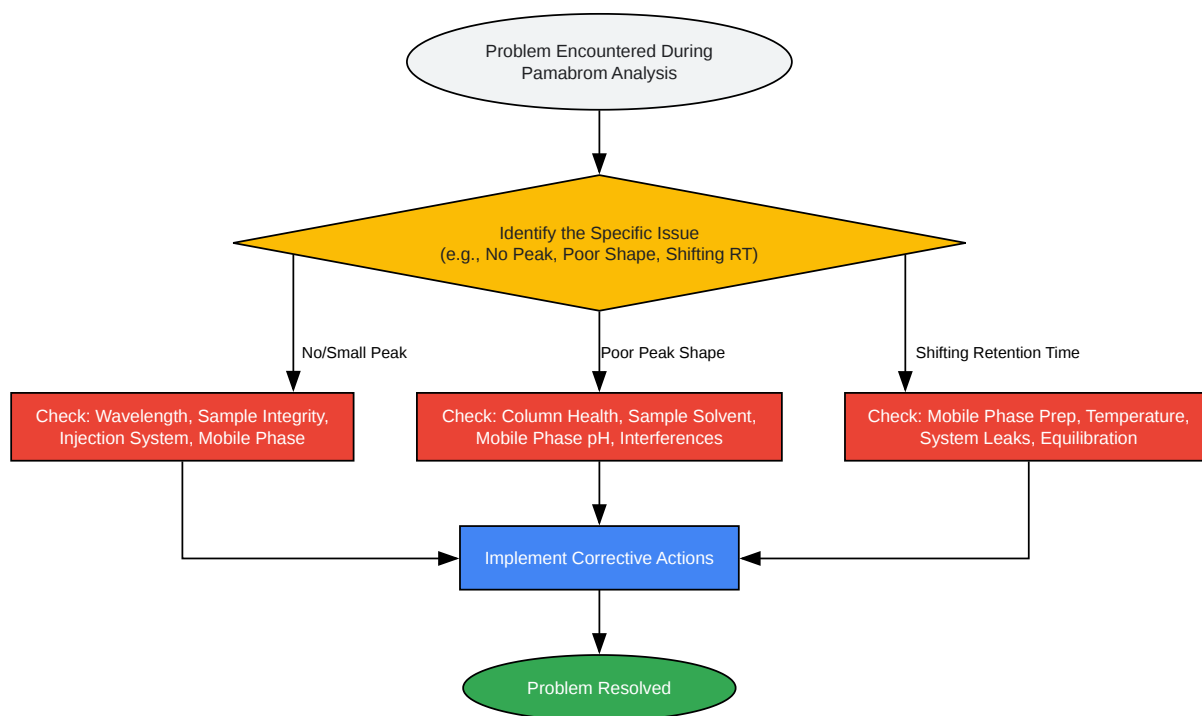 Problem Encountered During
Pamabrom Analysis
Identify the Specific Issue
(e.g., No Peak, Poor Shape, Shifting RT)
No/Small Peak
Poor Peak Shape
Shifting Retention Time
Check: Wavelength, Sample Integrity,
Injection System, Mobile Phase
Check: Column Health, Sample Solvent,
Mobile Phase pH, Interferences
Check: Mobile Phase Prep, Temperature,
System Leaks, Equilibration
Implement Corrective Actions
Problem Resolved